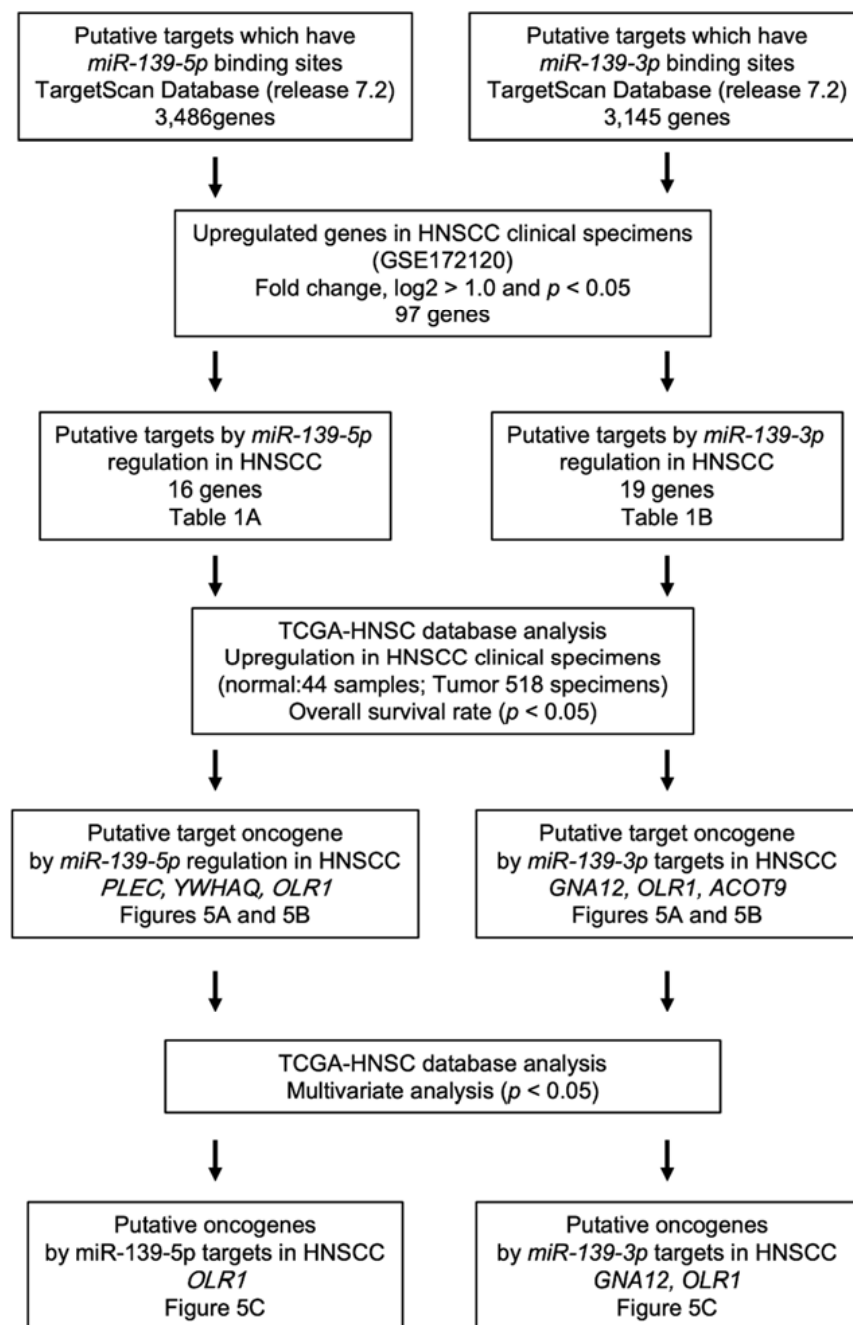 Putative targets which have
miR-139-5p binding sites
TargetScan Database (release 7.2)
3,486genes
Putative targets which have
miR-139-3p binding sites
TargetScan Database (release 7.2)
3,145 genes
Upregulated genes in HNSCC clinical specimens
(GSE172120)
Fold change, log2 > 1.0 and p < 0.05
97 genes
Putative targets by miR-139-5p
regulation in HNSCC
16 genes
Table 1A
Putative targets by miR-139-3p
regulation in HNSCC
19 genes
Table 1B
TCGA-HNSC database analysis
Upregulation in HNSCC clinical specimens
(normal:44 samples; Tumor 518 specimens)
Overall survival rate (p < 0.05)
Putative target oncogene
by miR-139-5p regulation in HNSCC
PLEC, YWHAQ, OLR1
Figures 5A and 5B
Putative target oncogene
by miR-139-3p targets in HNSCC
GNA12, OLR1, ACOT9
Figures 5A and 5B
TCGA-HNSC database analysis
Multivariate analysis (p < 0.05)
Putative oncogenes
by miR-139-5p targets in HNSCC
OLR1
Figure 5C
Putative oncogenes
by miR-139-3p targets in HNSCC
GNA12, OLR1
Figure 5C